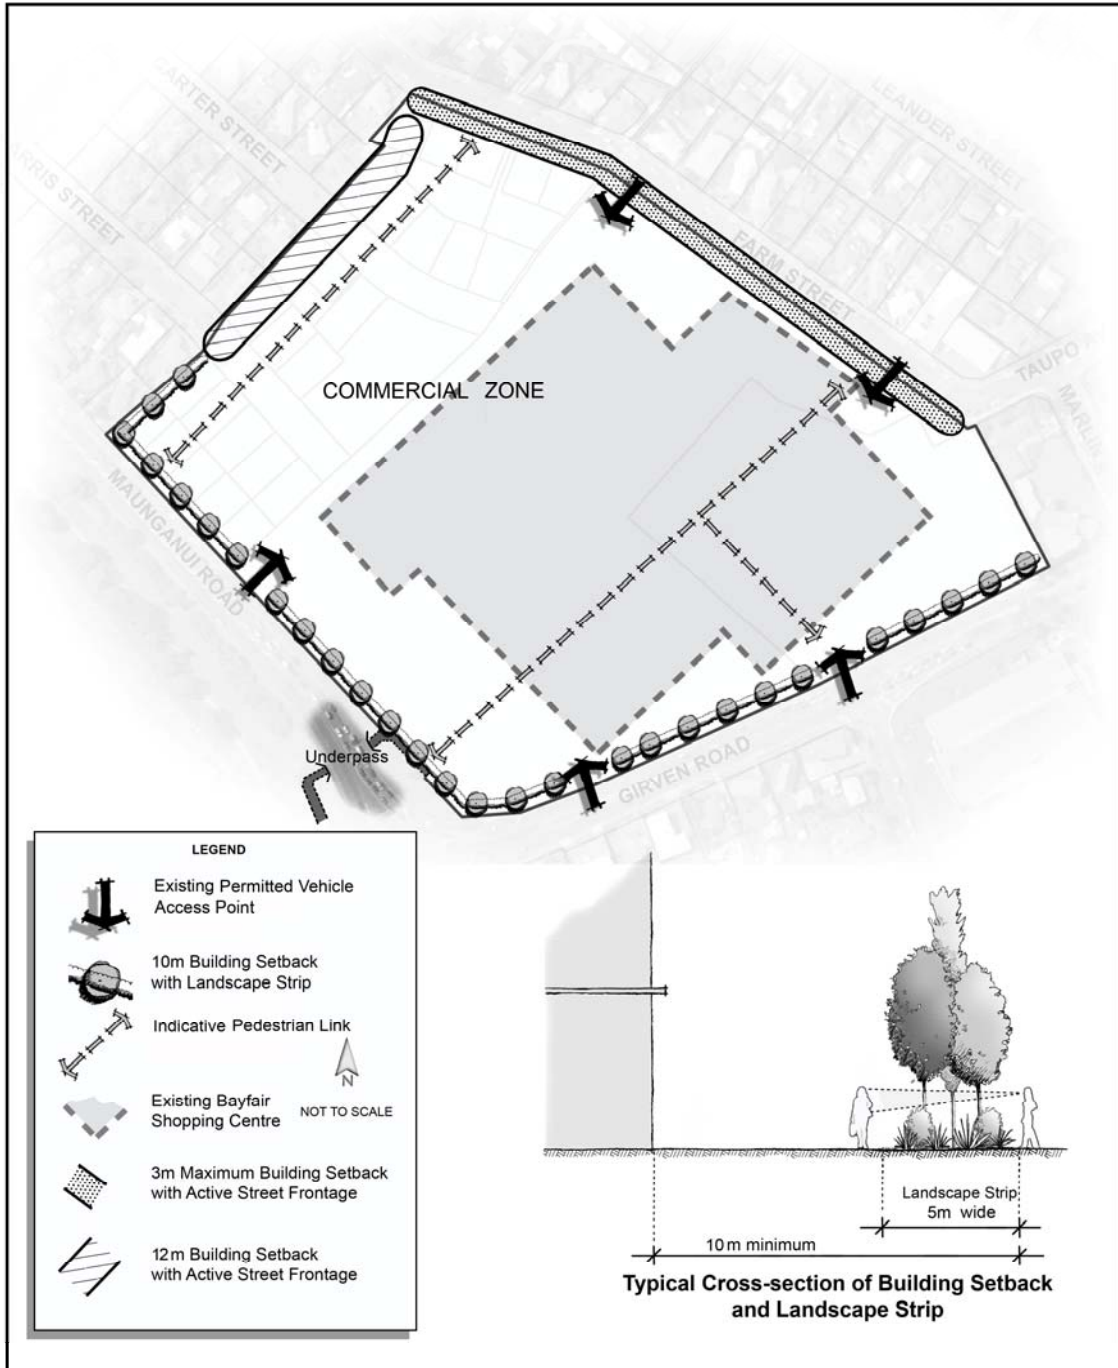 LEANDER STREET
CARTER STREET
FARM STREET
TAUPO
COMMERCIAL ZONE
MAUNGANUI ROAD
Underpass
GIRVEN ROAD
LEGEND
Existing Permitted Vehicle
Access Point
10m Building Setback
with Landscape Strip
Indicative Pedestrian Link
N
Existing Bayfair
Shopping Centre
NOT TO SCALE
3m Maximum Building Setback
with Active Street Frontage
12m Building Setback
with Active Street Frontage
Landscape Strip
5m wide
10m minimum
Typical Cross-section of Building Setback
and Landscape Strip